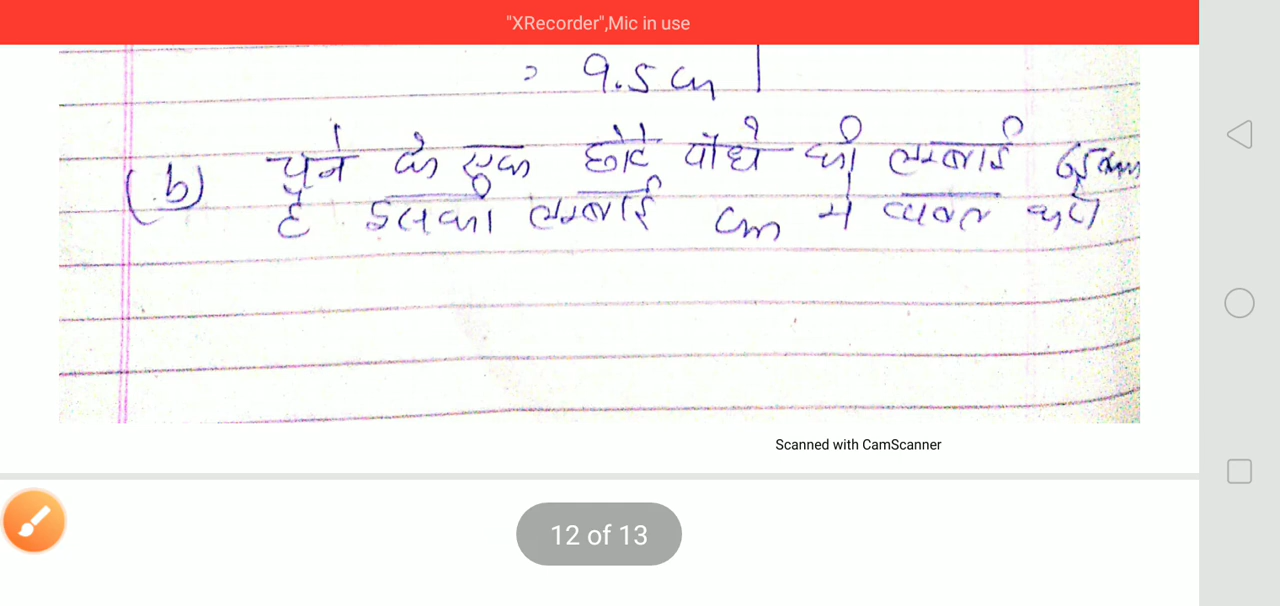 "XRecorder",Mic in use
= 9.5 cm
(b) चने के एक छोटे पौधे की लम्बाई
है इसका लम्बाई cm में व्यक्त करो
Scanned with CamScanner
12 of 13